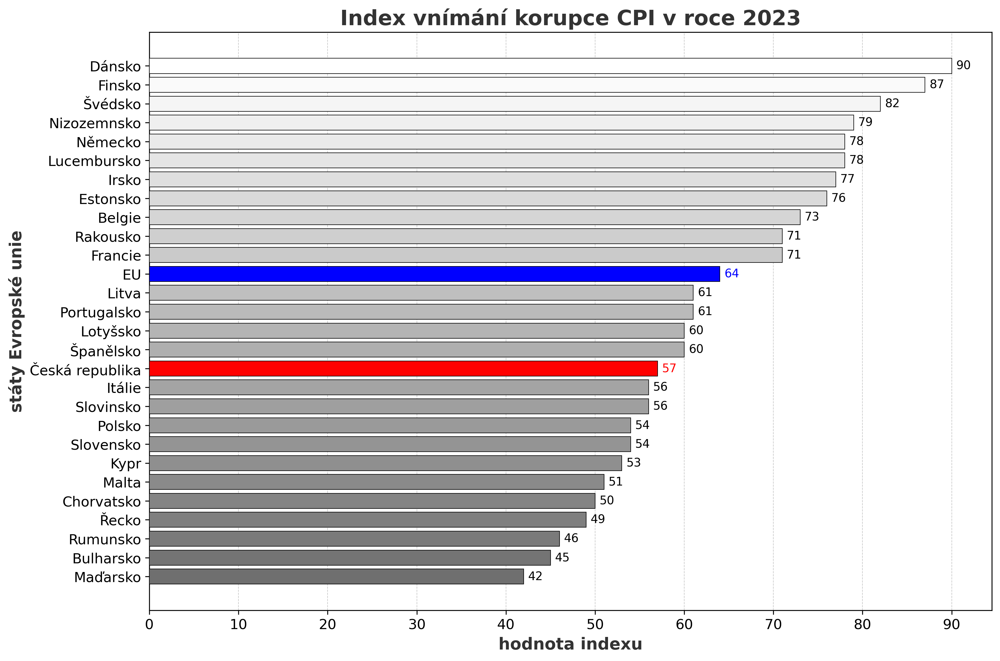 Index vnímání korupce CPI v roce 2023
státy Evropské unie
Dánsko 90
Finsko 87
Švédsko 82
Nizozemnsko 79
Německo 78
Lucembursko 78
Irsko 77
Estonsko 76
Belgie 73
Rakousko 71
Francie 71
EU 64
Litva 61
Portugalsko 61
Lotyšsko 60
Španělsko 60
Česká republika 57
Itálie 56
Slovinsko 56
Polsko 54
Slovensko 54
Kypr 53
Malta 51
Chorvatsko 50
Řecko 49
Rumunsko 46
Bulharsko 45
Maďarsko 42
0 10 20 30 40 50 60 70 80 90
hodnota indexu